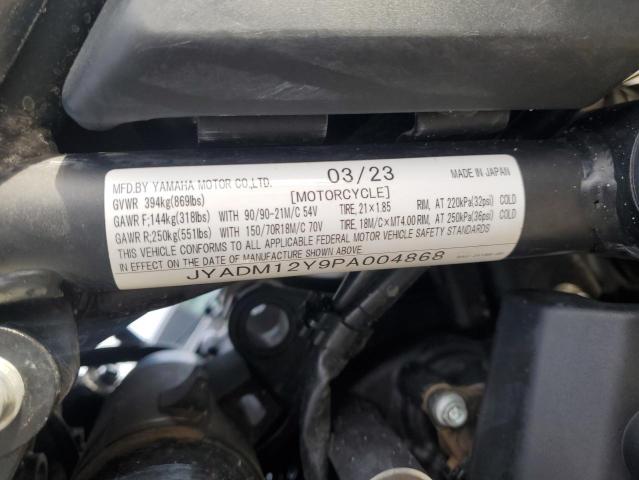 MFD.BY YAMAHA MOTOR CO.,LTD. 03/23 MADE IN JAPAN
GVWR 394kg(869lbs) [MOTORCYCLE]
GAWR F;144kg(318lbs) WITH 90/90-21M/C 54V TIRE, 21×1.85 RIM, AT 220kPa(32psi) COLD
GAWR R;250kg(551lbs) WITH 150/70R18M/C 70V TIRE, 18M/C×MT4.00 RIM, AT 250kPa(36psi) COLD
THIS VEHICLE CONFORMS TO ALL APPLICABLE FEDERAL MOTOR VEHICLE SAFETY STANDARDS
IN EFFECT ON THE DATE OF MANUFACTURE SHOWN ABOVE.
JYADM12Y9PA004868